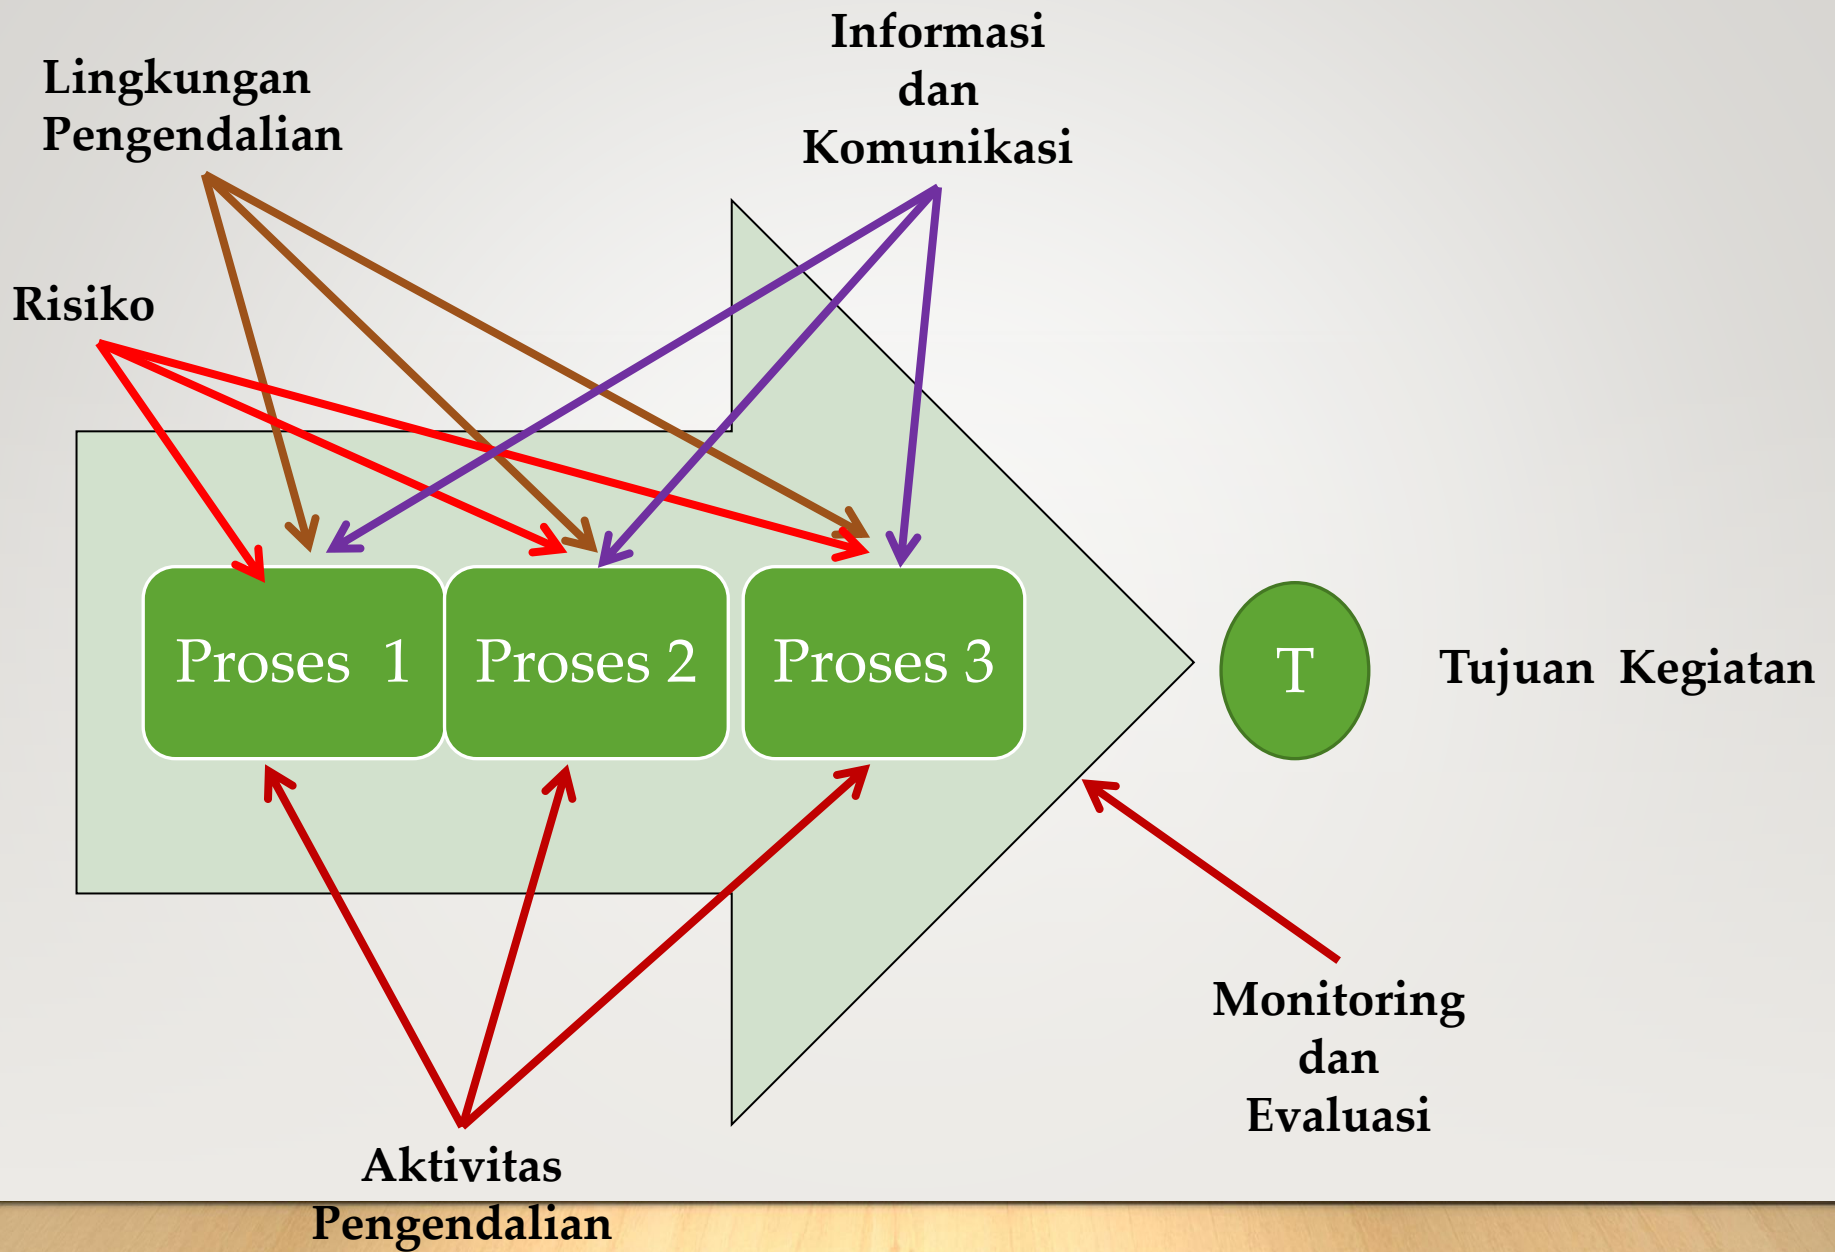 Informasi
dan
Komunikasi
Lingkungan
Pengendalian
Risiko
Proses 1
Proses 2
Proses 3
T
Tujuan Kegiatan
Monitoring
dan
Evaluasi
Aktivitas
Pengendalian